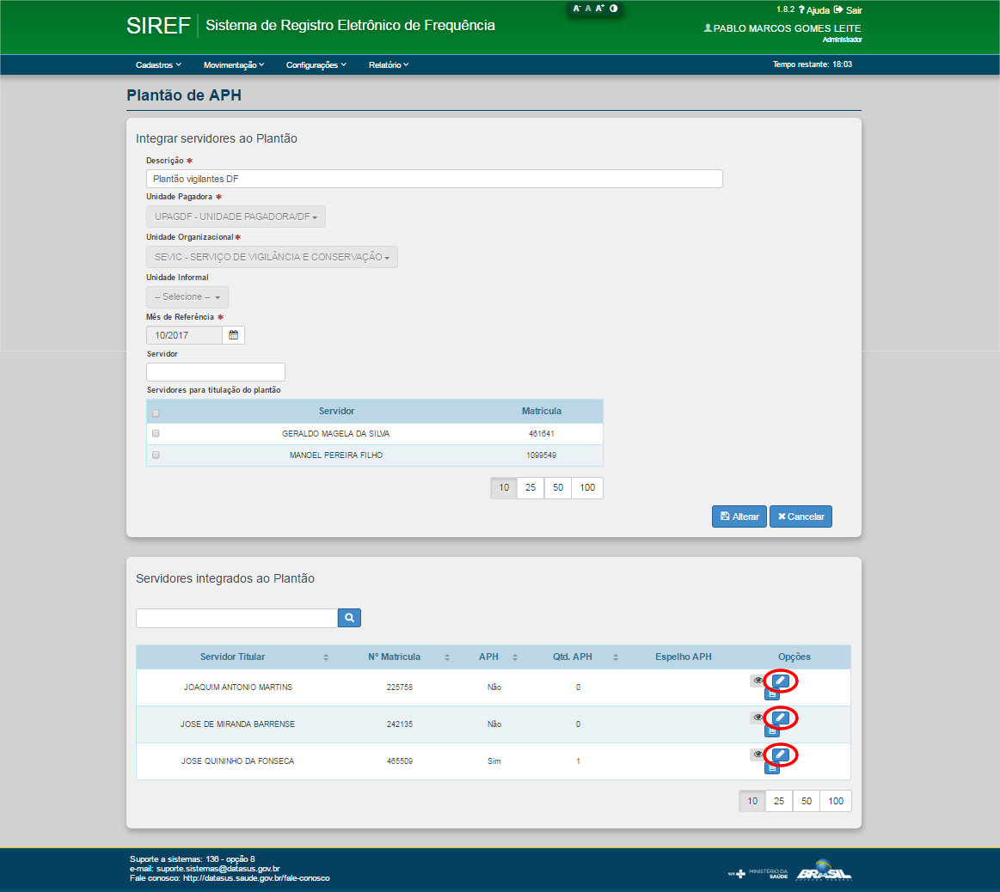 A- A A+
1.8.2 ? Ajuda Sair
SIREF Sistema de Registro Eletrônico de Frequência
PABLO MARCOS GOMES LEITE
Administrador
Cadastros Movimentação Configurações Relatório Tempo restante: 18:03
Plantão de APH
Integrar servidores ao Plantão
Descrição *
Plantão vigilantes DF
Unidade Pagadora *
UPAGDF - UNIDADE PAGADORA/DF
Unidade Organizacional *
SEVIC - SERVIÇO DE VIGILÂNCIA E CONSERVAÇÃO
Unidade Informal
-- Selecione --
Mês de Referência *
10/2017
Servidor
Servidores para titulação do plantão
Servidor Matricula
GERALDO MAGELA DA SILVA 461641
MANOEL PEREIRA FILHO 1099549
10 25 50 100
Alterar Cancelar
Servidores integrados ao Plantão
Servidor Titular Nº Matricula APH Qtd. APH Espelho APH Opções
JOAQUIM ANTONIO MARTINS 225758 Não 0
JOSE DE MIRANDA BARRENSE 242135 Não 0
JOSE QUININHO DA FONSECA 465509 Sim 1
10 25 50 100
Suporte a sistemas: 136 - opção 8
e-mail: suporte.sistemas@datasus.gov.br
Fale conosco: http://datasus.saude.gov.br/fale-conosco
SUS MINISTÉRIO DA SAÚDE BRASIL
GOVERNO FEDERAL